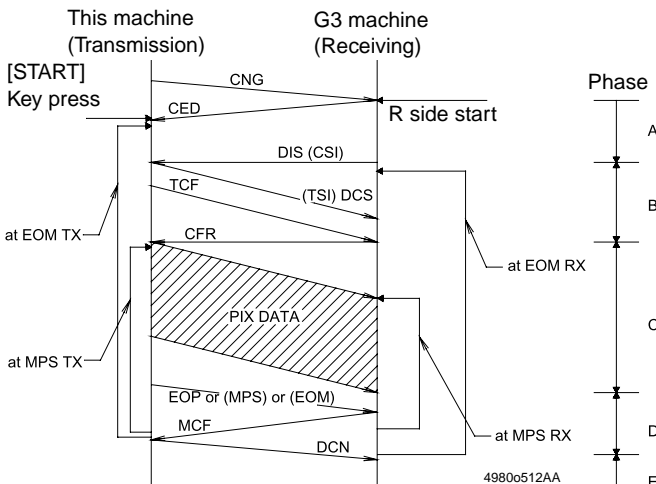 This machine
(Transmission)
G3 machine
(Receiving)
[START]
Key press
CNG
CED
R side start
Phase
A
DIS (CSI)
TCF
(TSI) DCS
B
at EOM TX
CFR
at EOM RX
PIX DATA
C
at MPS TX
EOP or (MPS) or (EOM)
MCF
at MPS RX
D
DCN
4980o512AA
E